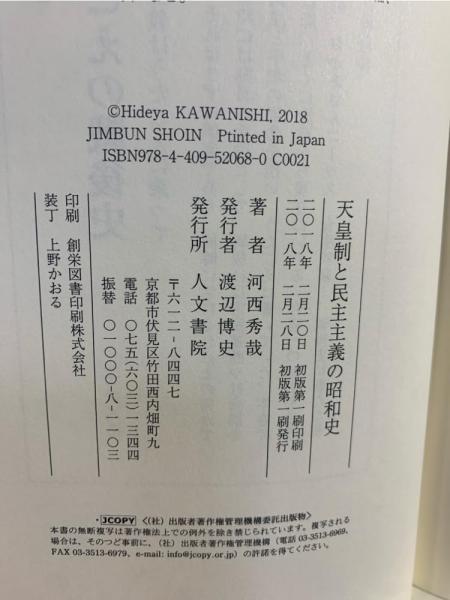 ©Hideya KAWANISHI, 2018
JIMBUN SHOIN Ptinted in Japan
ISBN978-4-409-52068-0 C0021
天皇制と民主主義の昭和史
二〇一八年 二月二〇日 初版第一刷印刷
二〇一八年 二月二八日 初版第一刷発行
著者 河西秀哉
発行者 渡辺博史
発行所 人文書院
〒六一二-八四四七
京都市伏見区竹田西内畑町九
電話 〇七五(六〇三)一三四四
振替 〇一〇〇〇-八-一一〇三
印刷 創栄図書印刷株式会社
装丁 上野かおる
・JCOPY 〈(社)出版者著作権管理機構委託出版物〉
本書の無断複写は著作権法上での例外を除き禁じられています。複写される
場合は、そのつど事前に、(社)出版者著作権管理機構(電話 03-3513-6969、
FAX 03-3513-6979、e-mail: info@jcopy.or.jp)の許諾を得てください。